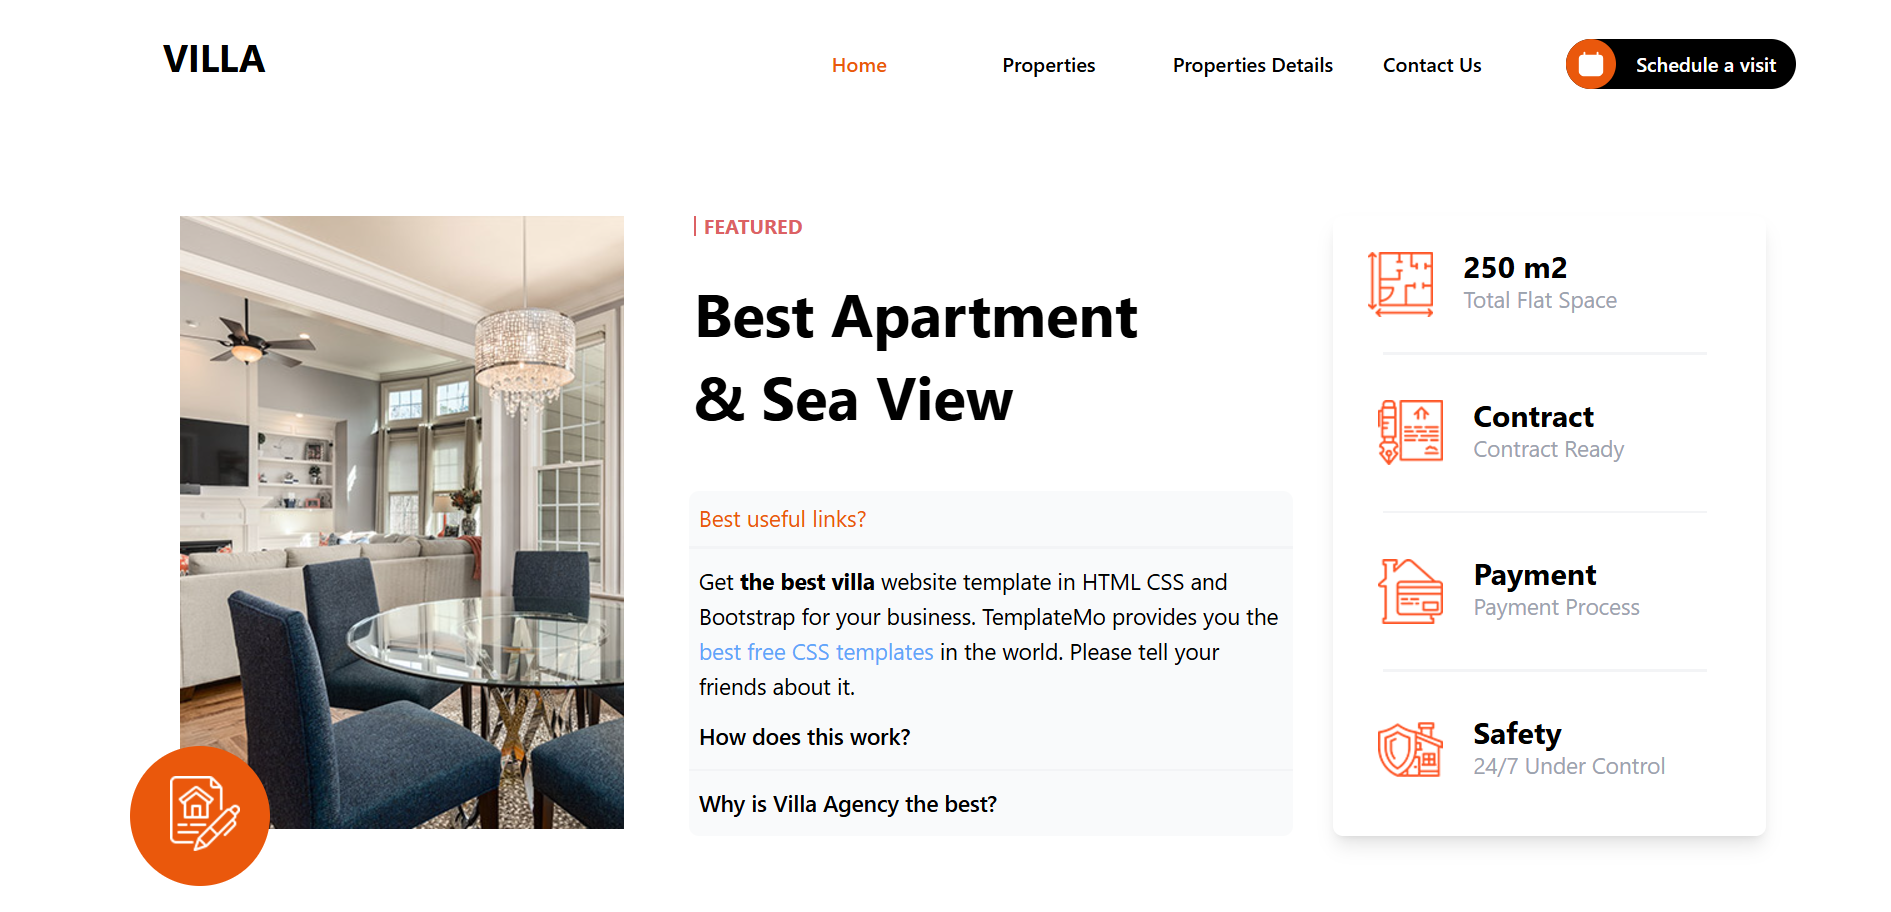 VILLA
Home
Properties
Properties Details
Contact Us
Schedule a visit
FEATURED
Best Apartment
& Sea View
Best useful links?
Get the best villa website template in HTML CSS and
Bootstrap for your business. TemplateMo provides you the
best free CSS templates in the world. Please tell your
friends about it.
How does this work?
Why is Villa Agency the best?
250 m2
Total Flat Space
Contract
Contract Ready
Payment
Payment Process
Safety
24/7 Under Control